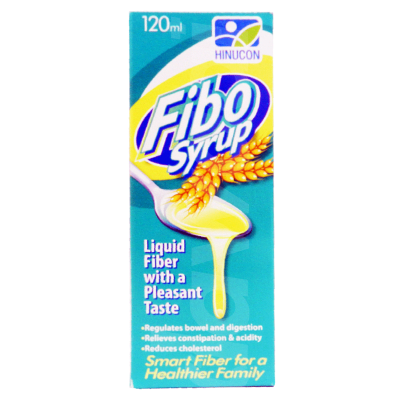 120ml
HINUCON
Fibo
Syrup
Liquid
Fiber
with a
Pleasant
Taste
•Regulates bowel and digestion
•Relieves constipation & acidity
•Reduces cholesterol
Smart Fiber for a
Healthier Family